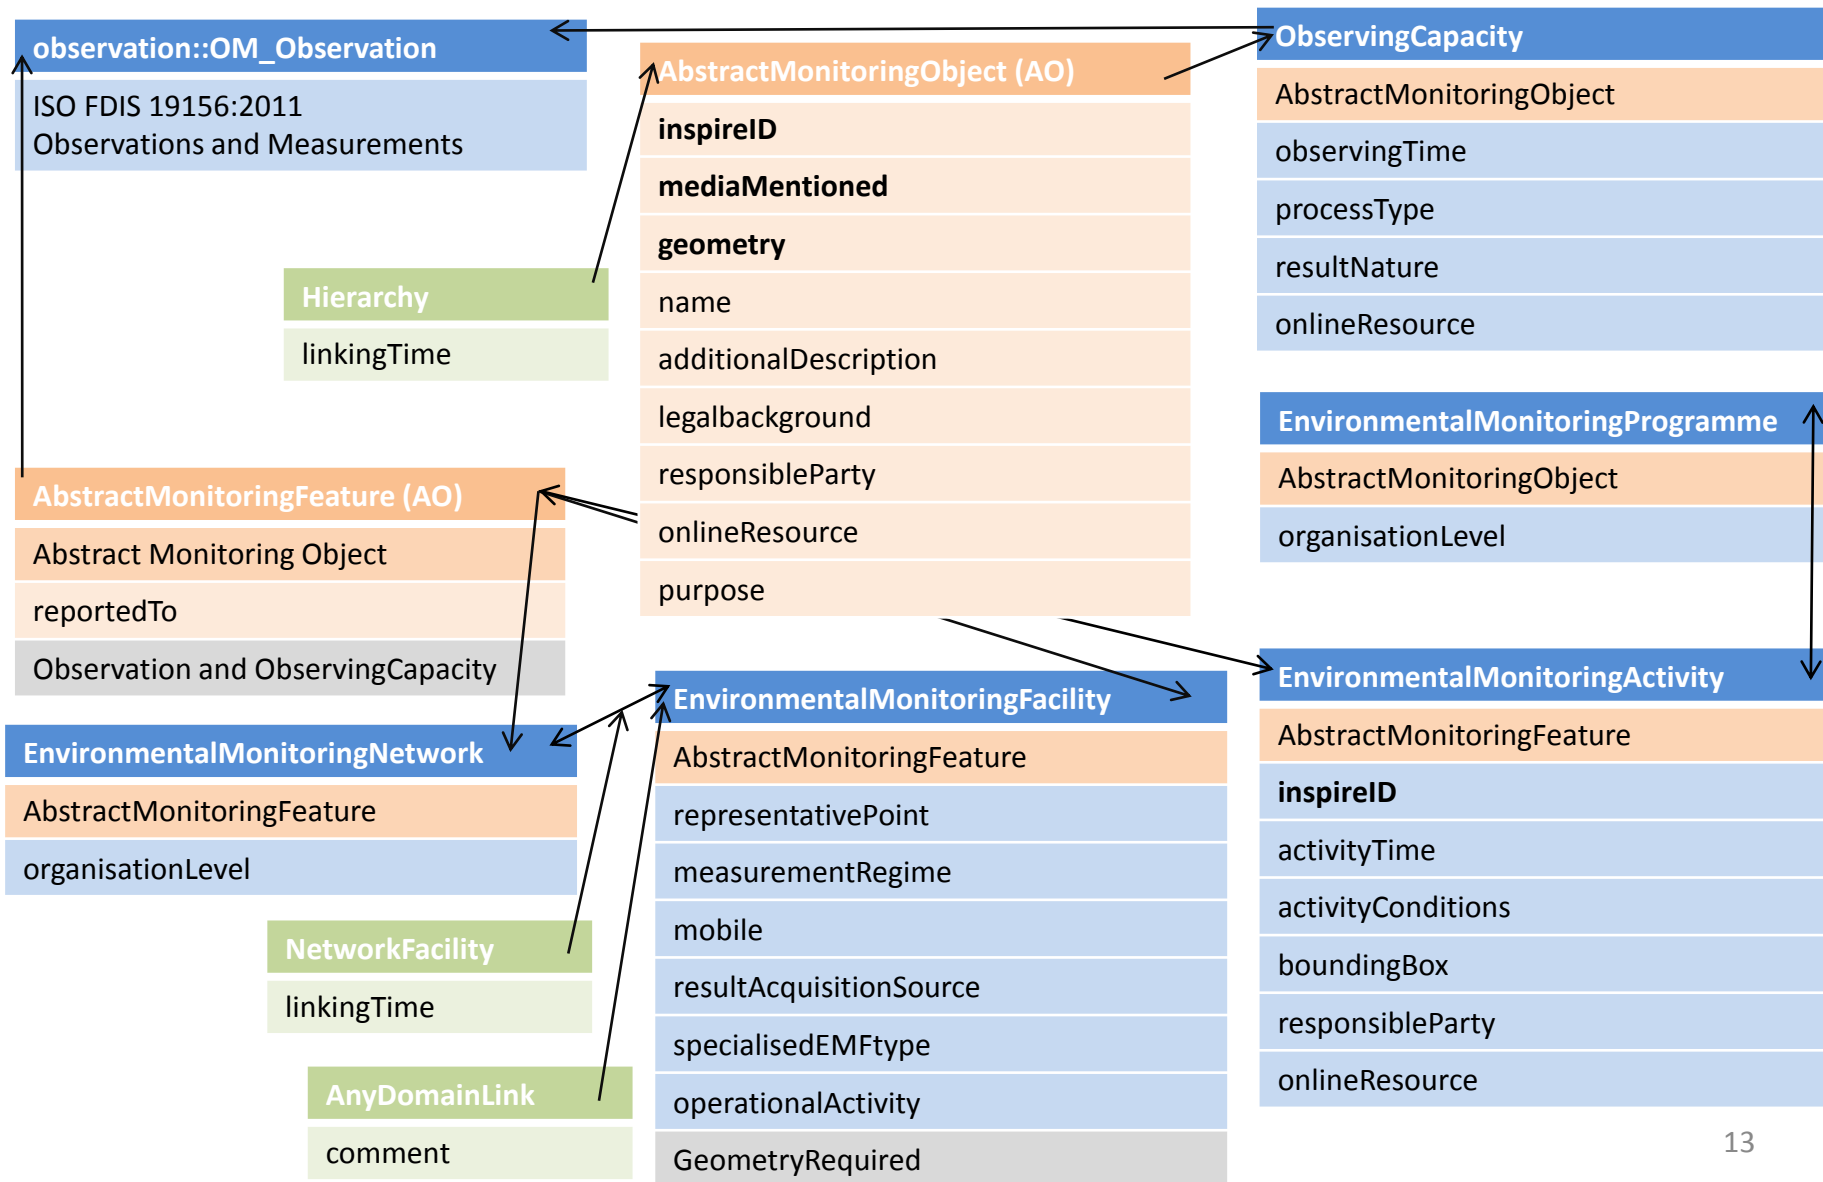 observation::OM_Observation
ISO FDIS 19156:2011
Observations and Measurements
AbstractMonitoringObject (AO)
inspireID
mediaMentioned
geometry
name
additionalDescription
legalbackground
responsibleParty
onlineResource
purpose
ObservingCapacity
AbstractMonitoringObject
observingTime
processType
resultNature
onlineResource
Hierarchy
linkingTime
EnvironmentalMonitoringProgramme
AbstractMonitoringObject
organisationLevel
AbstractMonitoringFeature (AO)
Abstract Monitoring Object
reportedTo
Observation and ObservingCapacity
EnvironmentalMonitoringNetwork
AbstractMonitoringFeature
organisationLevel
EnvironmentalMonitoringFacility
AbstractMonitoringFeature
representativePoint
measurementRegime
mobile
resultAcquisitionSource
specialisedEMFtype
operationalActivity
GeometryRequired
EnvironmentalMonitoringActivity
AbstractMonitoringFeature
inspireID
activityTime
activityConditions
boundingBox
responsibleParty
onlineResource
NetworkFacility
linkingTime
AnyDomainLink
comment
13